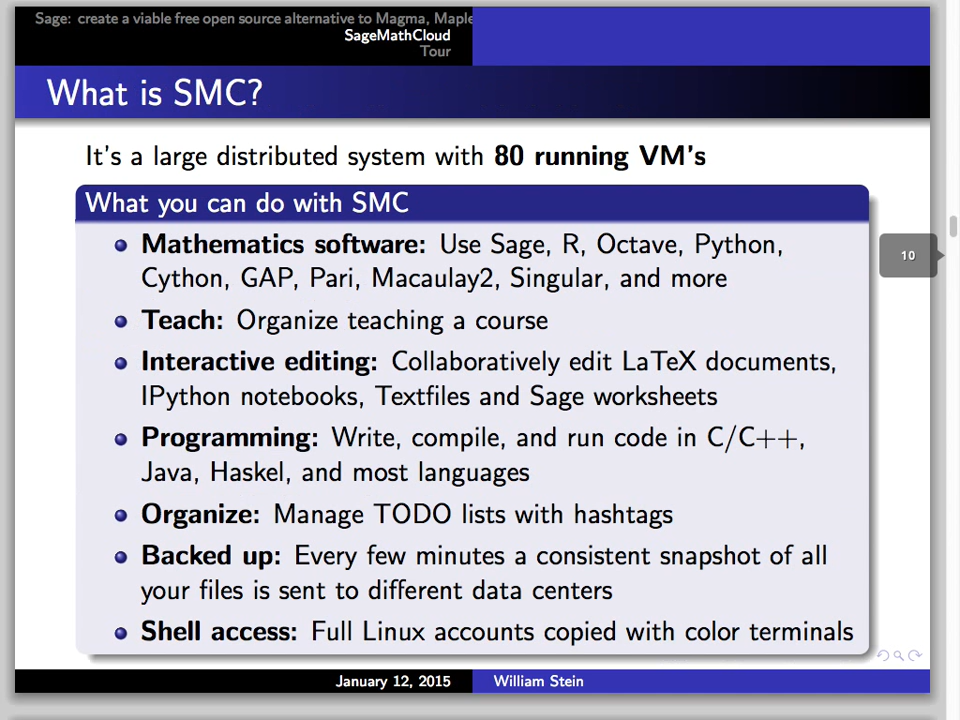 Sage: create a viable free open source alternative to Magma, Maple
SageMathCloud
Tour
What is SMC?
It's a large distributed system with 80 running VM's
What you can do with SMC
Mathematics software: Use Sage, R, Octave, Python,
Cython, GAP, Pari, Macaulay2, Singular, and more
10
Teach: Organize teaching a course
Interactive editing: Collaboratively edit LaTeX documents,
IPython notebooks, Textfiles and Sage worksheets
Programming: Write, compile, and run code in C/C++,
Java, Haskel, and most languages
Organize: Manage TODO lists with hashtags
Backed up: Every few minutes a consistent snapshot of all
your files is sent to different data centers
Shell access: Full Linux accounts copied with color terminals
January 12, 2015
William Stein